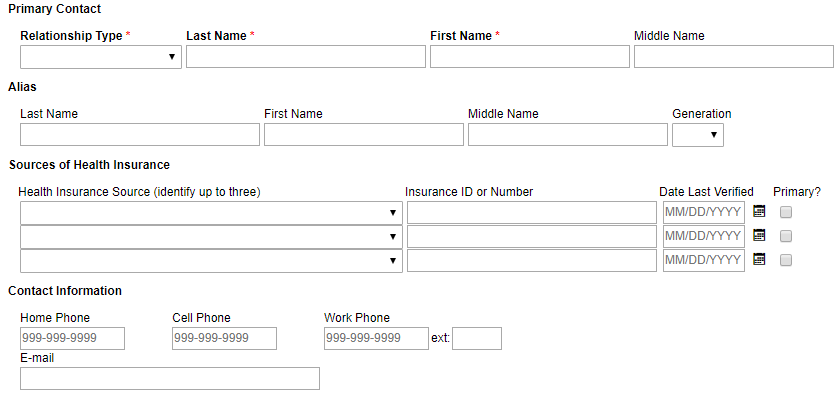 Primary Contact
Relationship Type * Last Name * First Name * Middle Name
Alias
Last Name First Name Middle Name Generation
Sources of Health Insurance
Health Insurance Source (identify up to three) Insurance ID or Number Date Last Verified Primary?
MM/DD/YYYY
MM/DD/YYYY
MM/DD/YYYY
Contact Information
Home Phone Cell Phone Work Phone
999-999-9999 999-999-9999 999-999-9999 ext:
E-mail